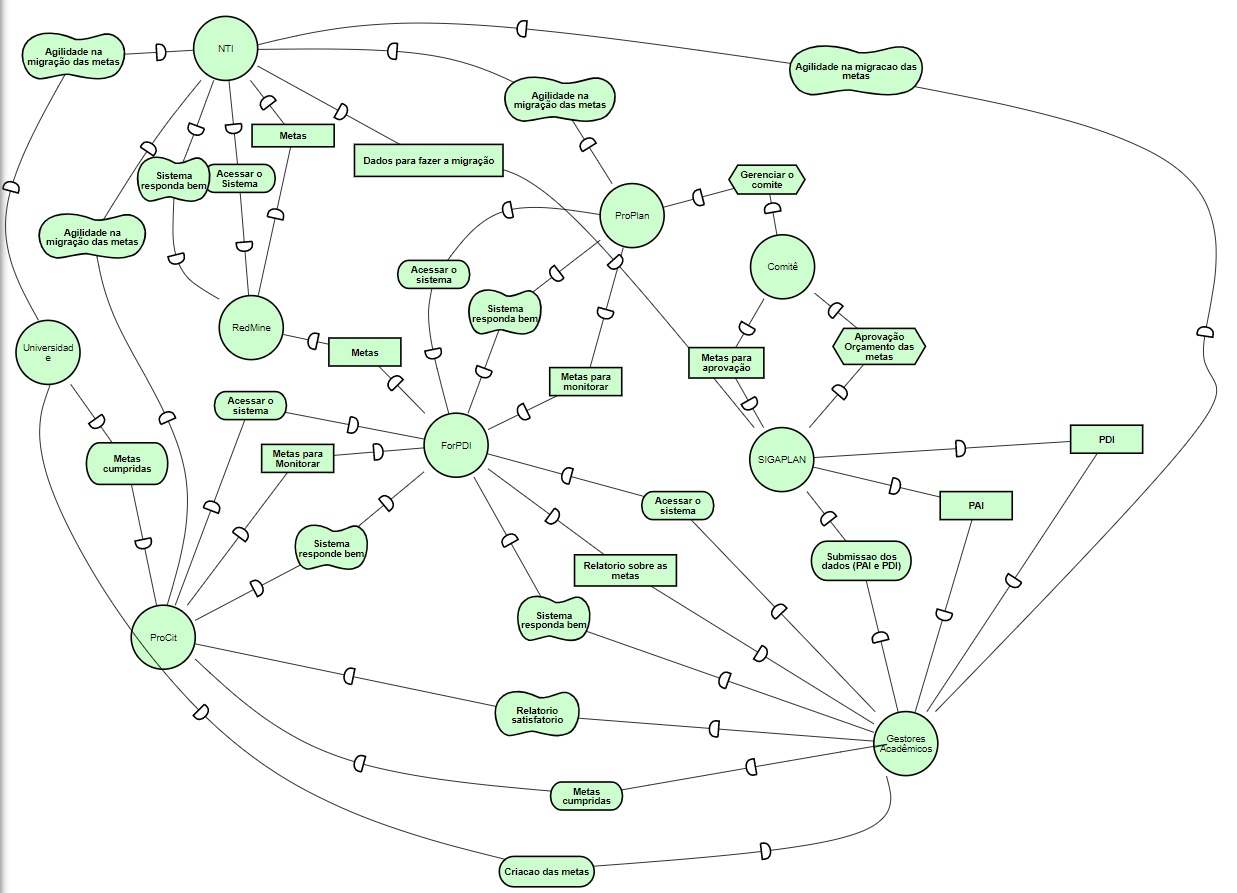 NTI
Agilidade na
migração das metas
Agilidade na migracao das
metas
Agilidade na
migração das metas
Metas
Dados para fazer a migração
Sistema
responda bem
Acessar o
Sistema
Gerenciar o
comite
ProPlan
Agilidade na
migração das metas
Comitê
Acessar o
sistema
Sistema
responda bem
RedMine
Universidad
e
Metas
Metas para
aprovação
Aprovação
Orçamento das
metas
Metas para
monitorar
Acessar o
sistema
ForPDI
PDI
Metas
cumpridas
Metas para
Monitorar
SIGAPLAN
Acessar o
sistema
PAI
Sistema
responde bem
Relatorio sobre as
metas
Submissao dos
dados (PAI e PDI)
Sistema
responda bem
ProCit
Relatorio
satisfatorio
Gestores
Acadêmicos
Metas
cumpridas
Criacao das metas